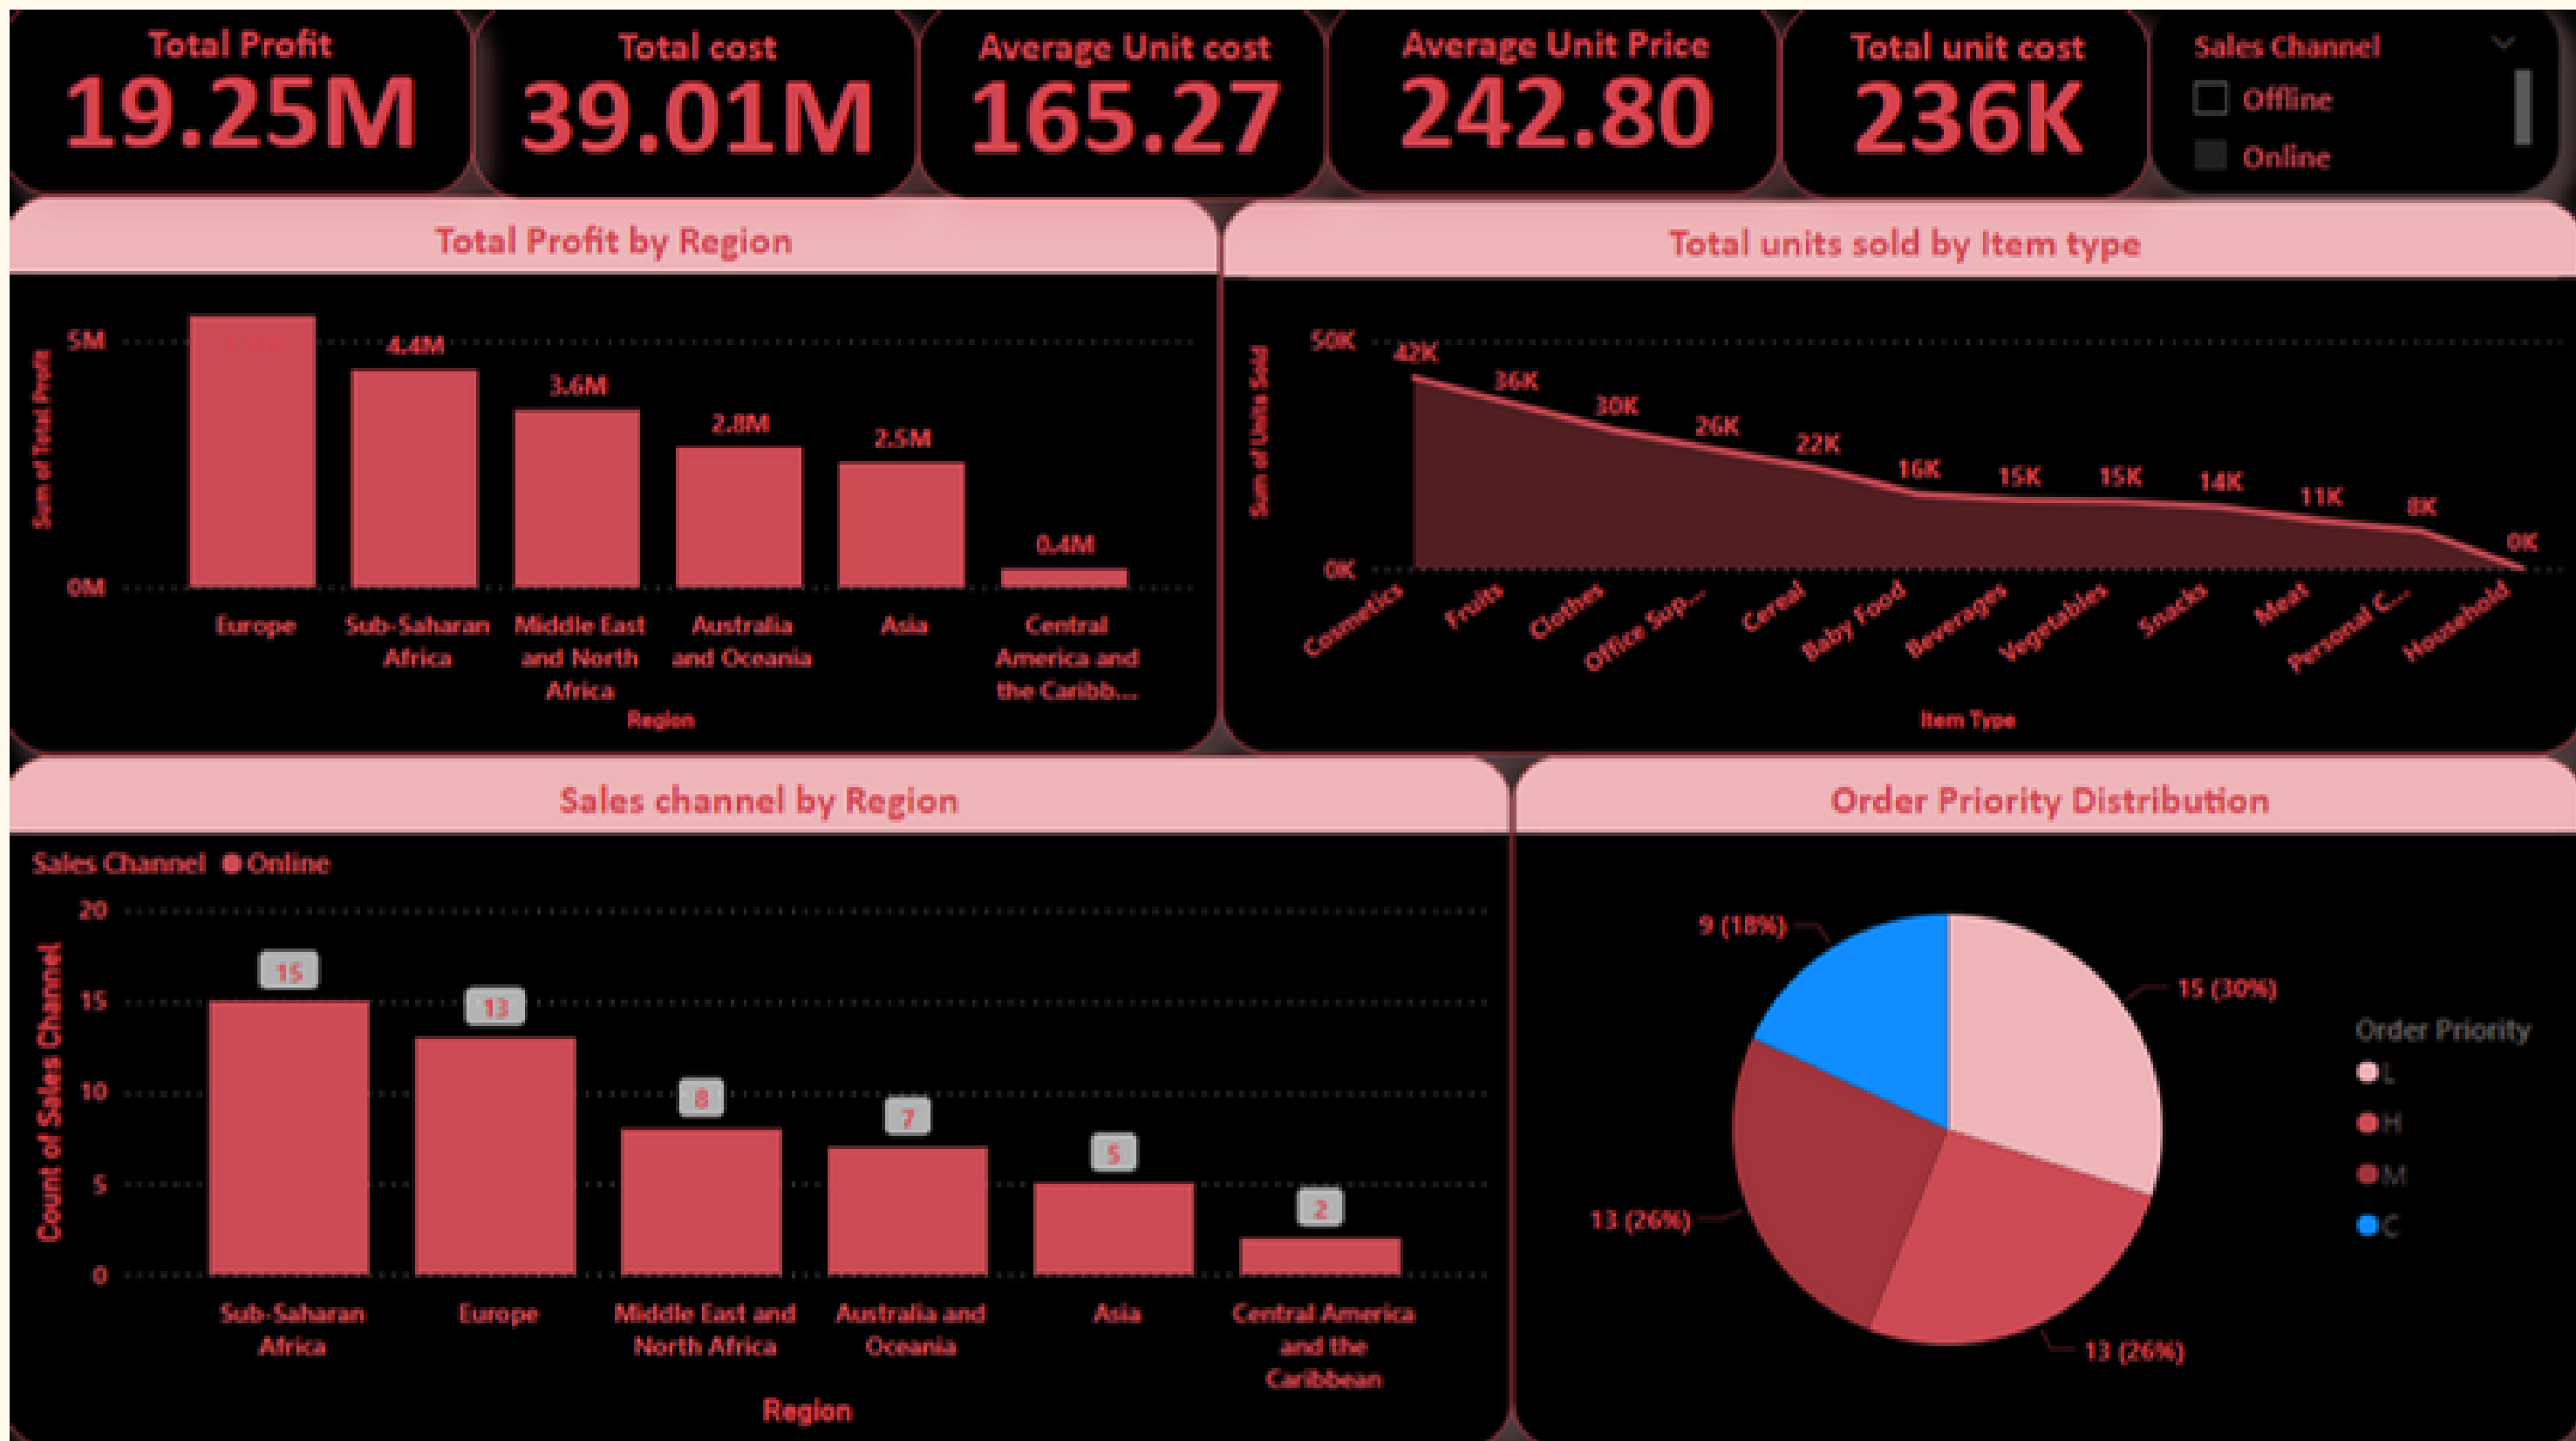 Total Profit
19.25M
Total cost
39.01M
Average Unit cost
165.27
Average Unit Price
242.80
Total unit cost
236K
Sales Channel
Offline
Online
Total Profit by Region
Sum of Total Profit
5M
0M
4.4M
3.6M
2.8M
2.5M
0.4M
Europe
Sub-Saharan
Africa
Middle East
and North
Africa
Australia
and Oceania
Asia
Central
America and
the Caribb...
Region
Total units sold by Item type
Sum of Units Sold
50K
0K
42K
36K
30K
26K
22K
16K
15K
15K
14K
11K
8K
0K
Cosmetics
Fruits
Clothes
Office Sup...
Cereal
Baby Food
Beverages
Vegetables
Snacks
Meat
Personal C...
Household
Item Type
Sales channel by Region
Sales Channel Online
Count of Sales Channel
20
15
10
5
0
15
13
8
7
5
2
Sub-Saharan
Africa
Europe
Middle East and
North Africa
Australia and
Oceania
Asia
Central America
and the
Caribbean
Region
Order Priority Distribution
9 (18%)
15 (30%)
13 (26%)
13 (26%)
Order Priority
L
H
M
C